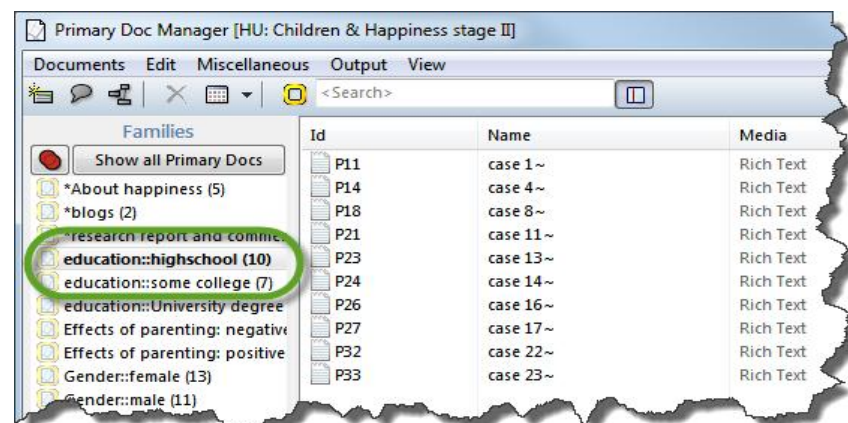 Primary Doc Manager [HU: Children & Happiness stage II]
Documents Edit Miscellaneous Output View
<Search>
Families
Show all Primary Docs
*About happiness (5)
*blogs (2)
*research report and comme
education::highschool (10)
education::some college (7)
education::University degree
Effects of parenting: negative
Effects of parenting: positive
Gender::female (13)
Gender::male (11)
Id Name Media
P11 case 1~ Rich Text
P14 case 4~ Rich Text
P18 case 8~ Rich Text
P21 case 11~ Rich Text
P23 case 13~ Rich Text
P24 case 14~ Rich Text
P26 case 16~ Rich Text
P27 case 17~ Rich Text
P32 case 22~ Rich Text
P33 case 23~ Rich Text